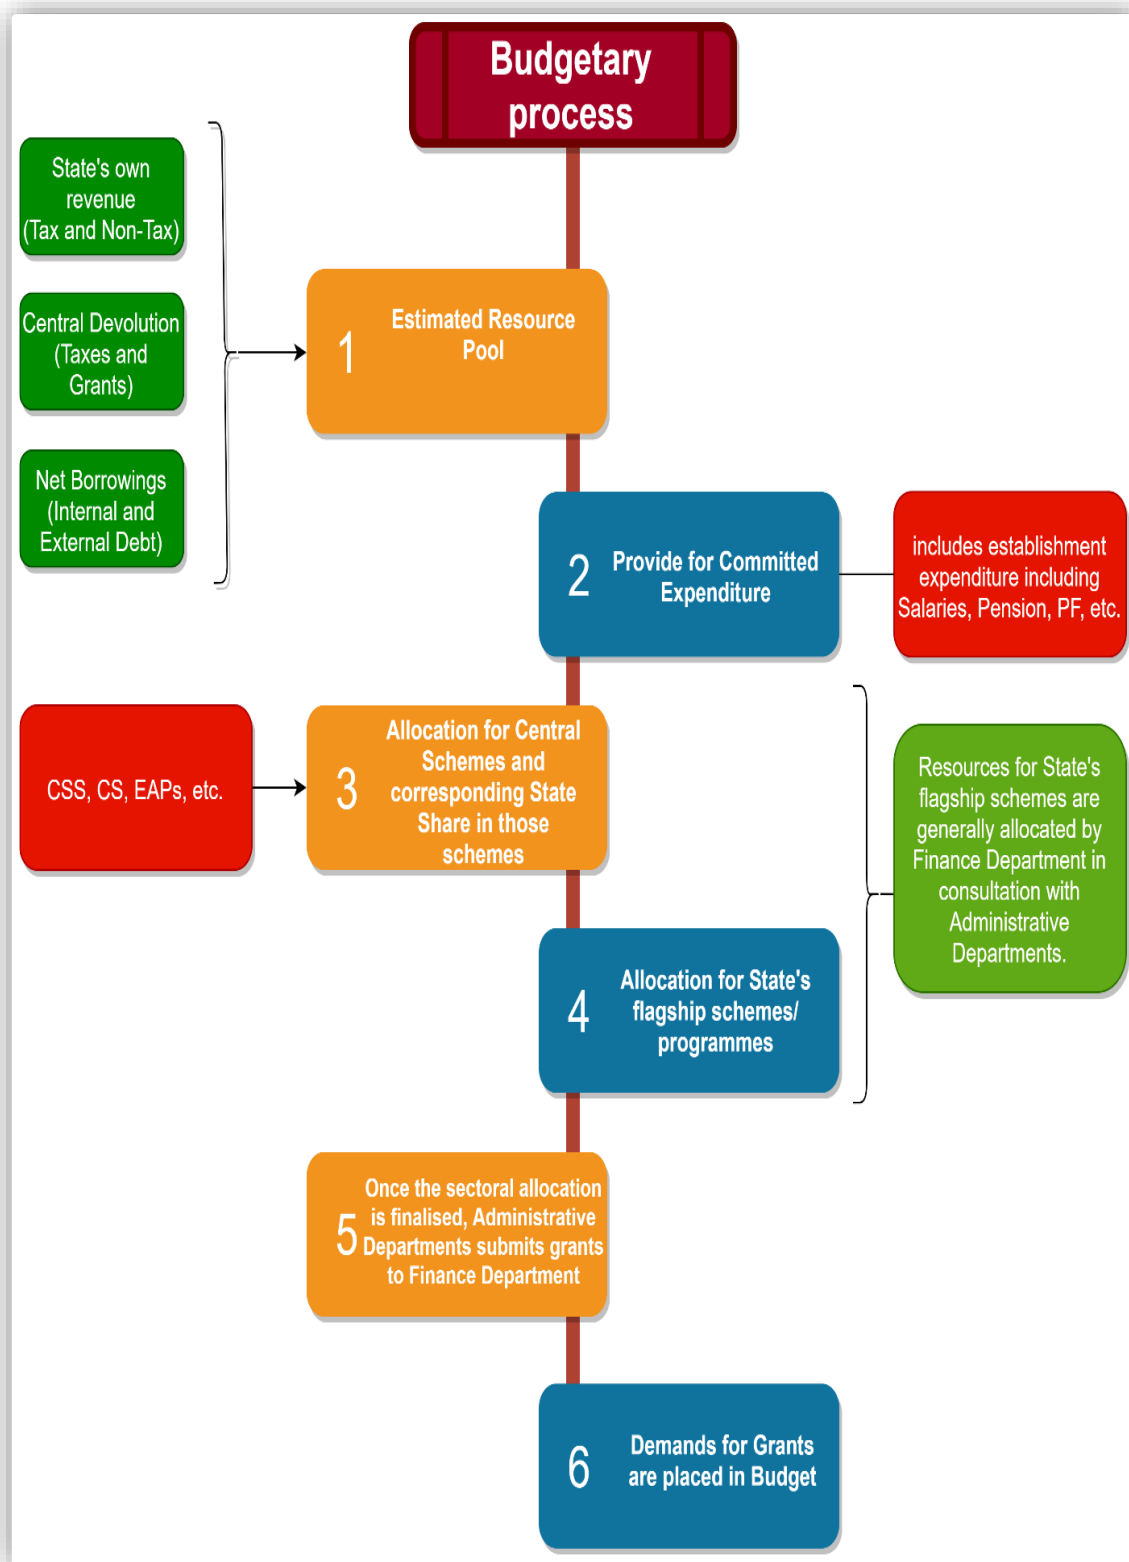 Budgetary
process
State's own
revenue
(Tax and Non-Tax)
Central Devolution
(Taxes and
Grants)
Net Borrowings
(Internal and
External Debt)
1
Estimated Resource
Pool
2
Provide for Committed
Expenditure
includes establishment
expenditure including
Salaries, Pension, PF, etc.
CSS, CS, EAPs, etc.
3
Allocation for Central
Schemes and
corresponding State
Share in those
schemes
Resources for State's
flagship schemes are
generally allocated by
Finance Department in
consultation with
Administrative
Departments.
4
Allocation for State's
flagship schemes/
programmes
5
Once the sectoral allocation
is finalised, Administrative
Departments submits grants
to Finance Department
6
Demands for Grants
are placed in Budget